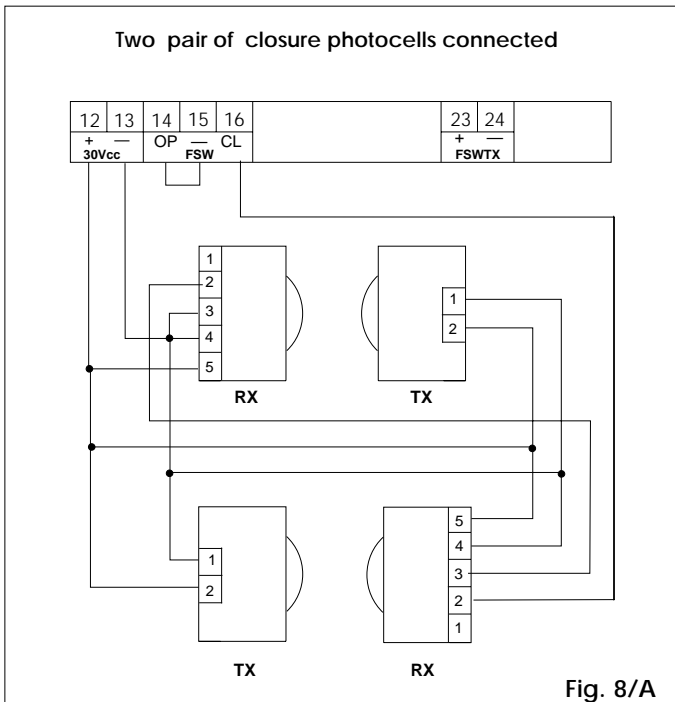 Two pair of closure photocells connected
12 13 14 15 16 23 24
+ — OP — CL + —
30Vcc FSW FSWTX
1
2
3
4
5
RX
1
2
TX
1
2
TX
5
4
3
2
1
RX
Fig. 8/A